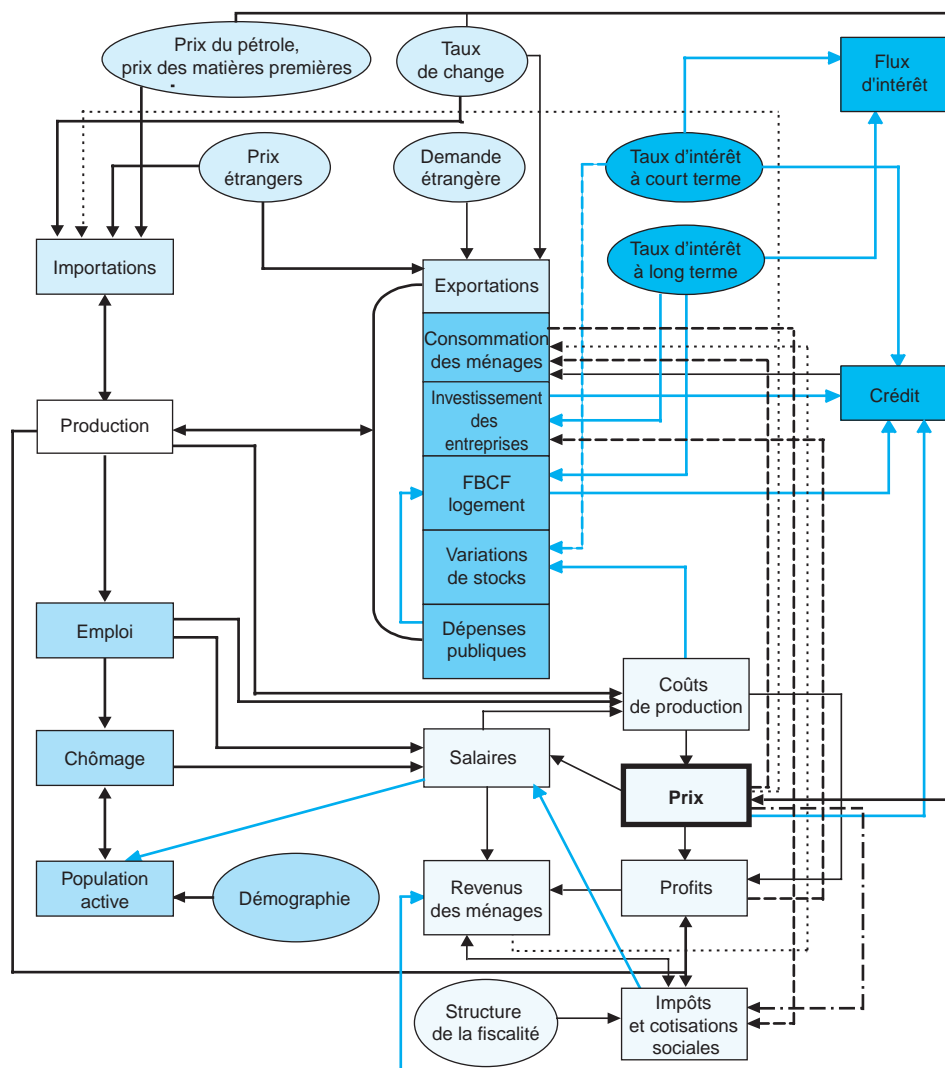 Prix du pétrole,
prix des matières premières
Taux
de change
Flux
d'intérêt
Prix
étrangers
Demande
étrangère
Taux d'intérêt
à court terme
Taux d'intérêt
à long terme
Importations
Exportations
Consommation
des ménages
Investissement
des
entreprises
Crédit
Production
FBCF
logement
Variations
de stocks
Emploi
Dépenses
publiques
Coûts
de production
Chômage
Salaires
Prix
Population
active
Démographie
Revenus
des ménages
Profits
Structure
de la fiscalité
Impôts
et cotisations
sociales